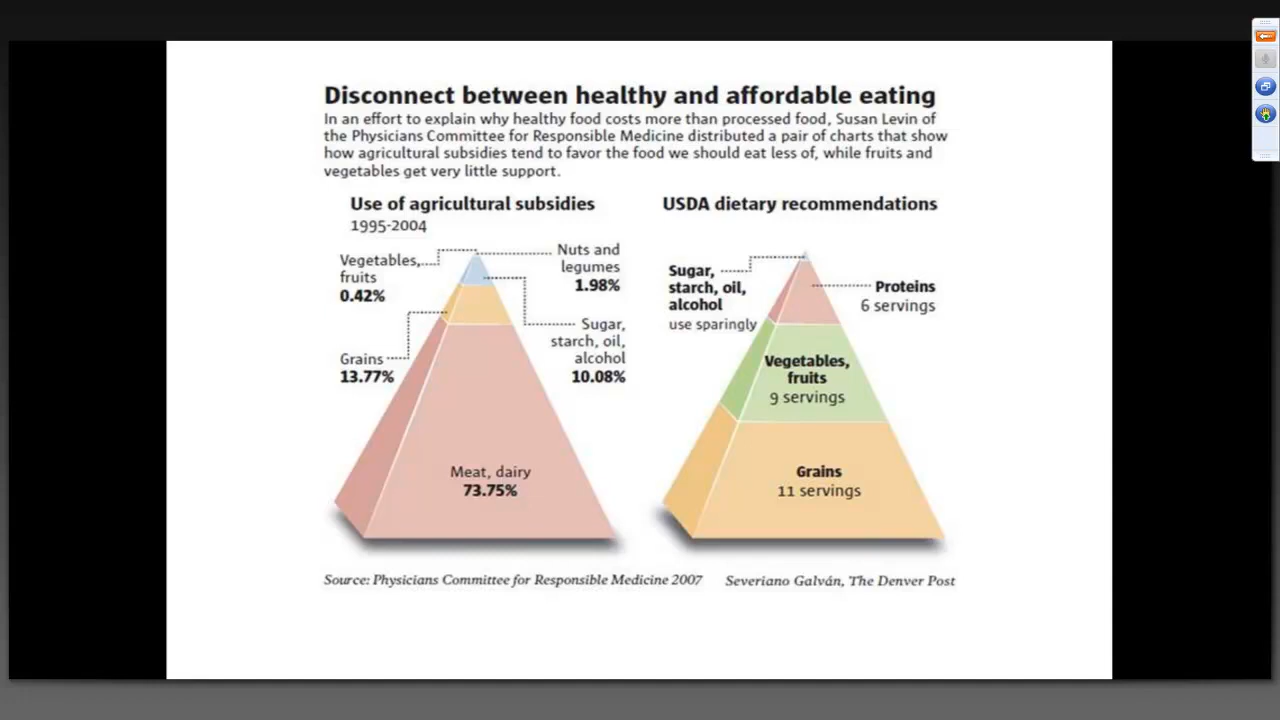 Disconnect between healthy and affordable eating
In an effort to explain why healthy food costs more than processed food, Susan Levin of
the Physicians Committee for Responsible Medicine distributed a pair of charts that show
how agricultural subsidies tend to favor the food we should eat less of, while fruits and
vegetables get very little support.
Use of agricultural subsidies
1995-2004
Vegetables,
fruits
0.42%
Nuts and
legumes
1.98%
Grains
13.77%
Sugar,
starch, oil,
alcohol
10.08%
Meat, dairy
73.75%
USDA dietary recommendations
Sugar,
starch, oil,
alcohol
use sparingly
Proteins
6 servings
Vegetables,
fruits
9 servings
Grains
11 servings
Source: Physicians Committee for Responsible Medicine 2007
Severiano Galván, The Denver Post